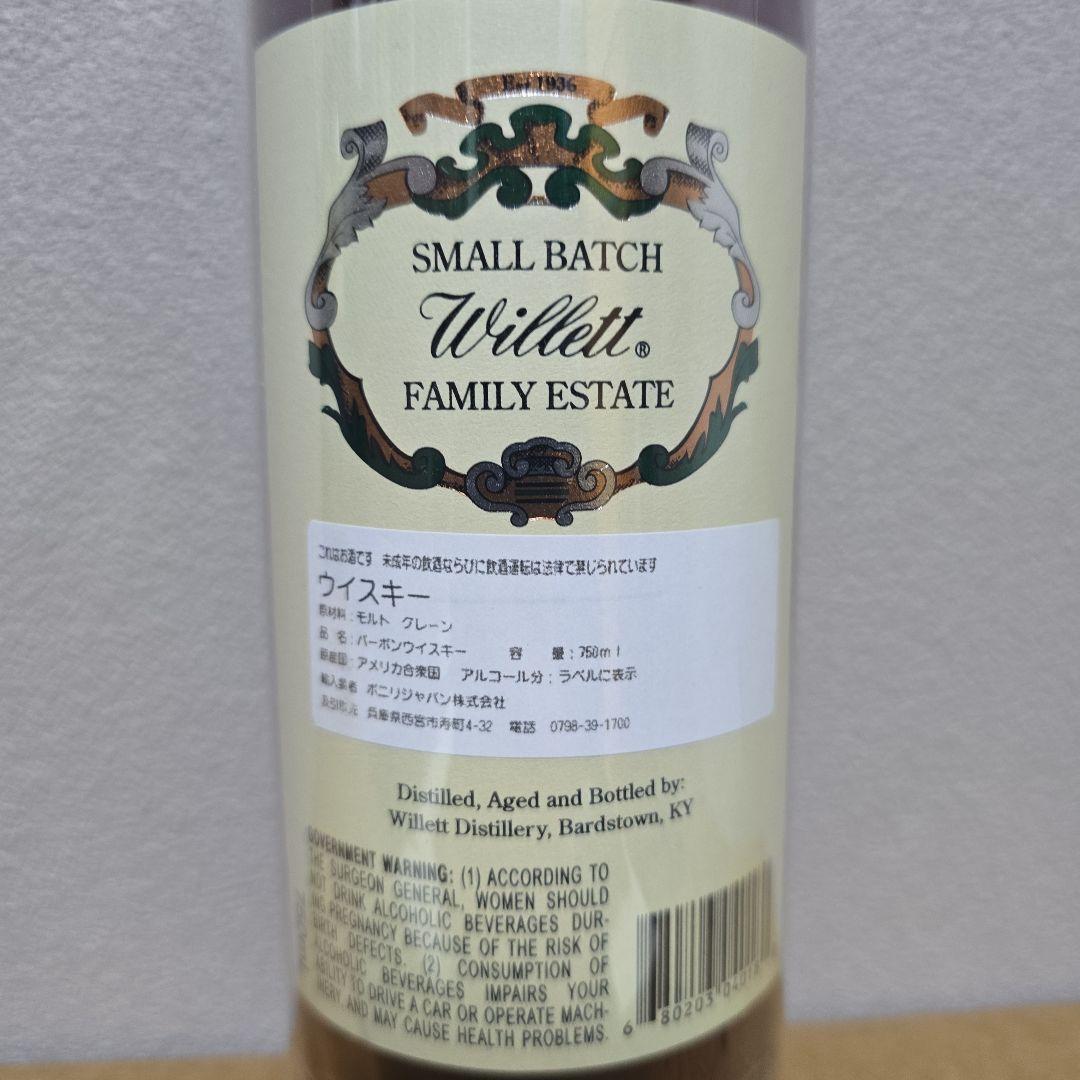 Est 1936
SMALL BATCH
Willett®
FAMILY ESTATE
これはお酒です 未成年の飲酒ならびに飲酒運転は法律で禁じられています
ウイスキー
原材料：モルト グレーン
品 名：バーボンウイスキー 容 量：750ml
原産国：アメリカ合衆国 アルコール分：ラベルに表示
輸入業者 ボニリジャパン株式会社
兵庫県西宮市寿町4-32 電話 0798-39-1700
Distilled, Aged and Bottled by:
Willett Distillery, Bardstown, KY
GOVERNMENT WARNING: (1) ACCORDING TO
THE SURGEON GENERAL, WOMEN SHOULD
NOT DRINK ALCOHOLIC BEVERAGES DUR-
ING PREGNANCY BECAUSE OF THE RISK OF
BIRTH DEFECTS. (2) CONSUMPTION OF
ALCOHOLIC BEVERAGES IMPAIRS YOUR
ABILITY TO DRIVE A CAR OR OPERATE MACH-
INERY, AND MAY CAUSE HEALTH PROBLEMS.
6 80203